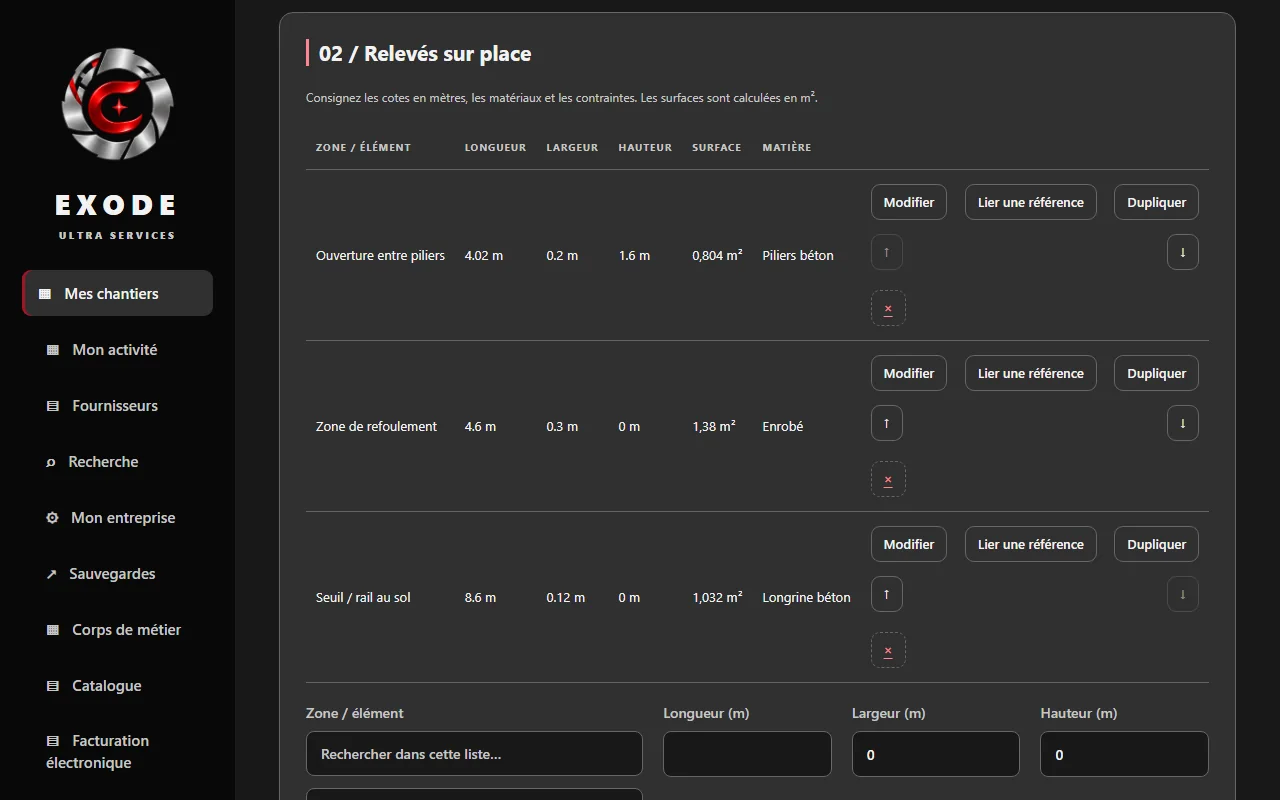 EXODE
ULTRA SERVICES
Mes chantiers
Mon activité
Fournisseurs
Recherche
Mon entreprise
Sauvegardes
Corps de métier
Catalogue
Facturation
électronique
02 / Relevés sur place
Consignez les cotes en mètres, les matériaux et les contraintes. Les surfaces sont calculées en m².
ZONE / ÉLÉMENT LONGUEUR LARGEUR HAUTEUR SURFACE MATIÈRE
Modifier Lier une référence Dupliquer
Ouverture entre piliers 4.02 m 0.2 m 1.6 m 0,804 m² Piliers béton ↑ ↓
×
Modifier Lier une référence Dupliquer
Zone de refoulement 4.6 m 0.3 m 0 m 1,38 m² Enrobé ↑ ↓
×
Modifier Lier une référence Dupliquer
Seuil / rail au sol 8.6 m 0.12 m 0 m 1,032 m² Longrine béton ↑ ↓
×
Zone / élément Longueur (m) Largeur (m) Hauteur (m)
Rechercher dans cette liste... 0 0